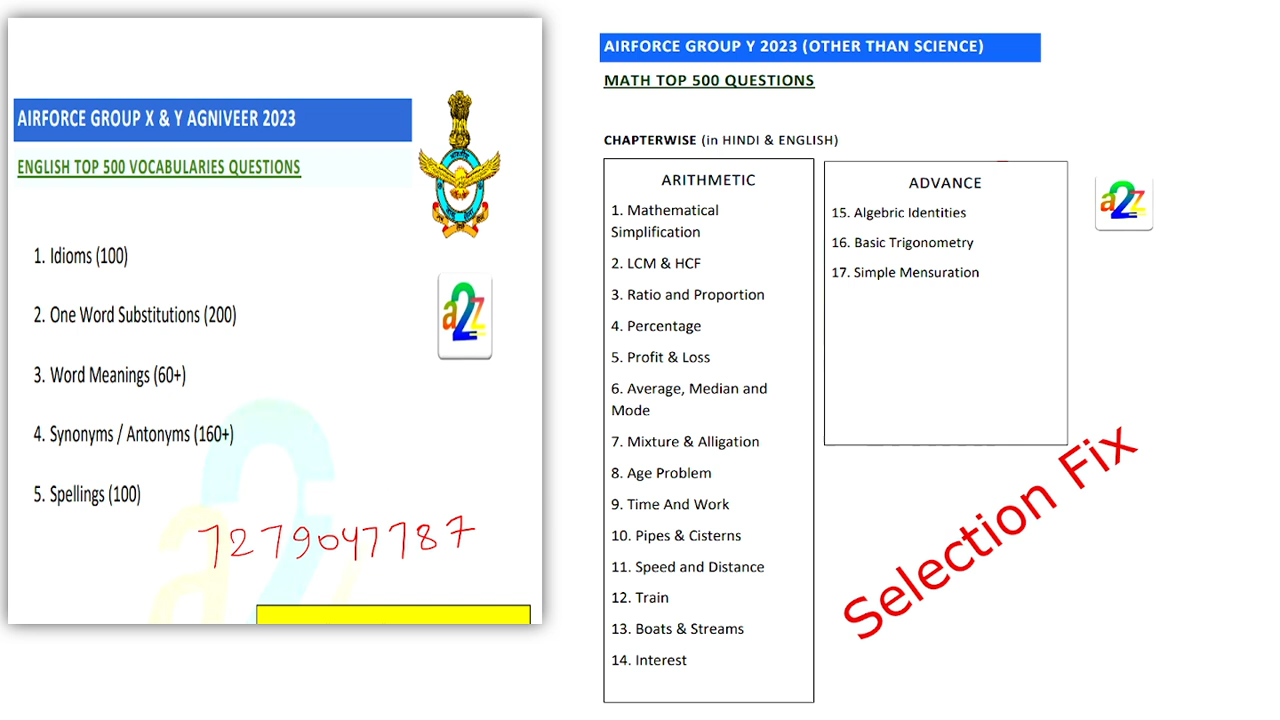 AIRFORCE GROUP X & Y AGNIVEER 2023
ENGLISH TOP 500 VOCABULARIES QUESTIONS
1. Idioms (100)
2. One Word Substitutions (200)
3. Word Meanings (60+)
4. Synonyms / Antonyms (160+)
5. Spellings (100)
7279047787
a2z
AIRFORCE GROUP Y 2023 (OTHER THAN SCIENCE)
MATH TOP 500 QUESTIONS
CHAPTERWISE (in HINDI & ENGLISH)
ARITHMETIC
1. Mathematical
Simplification
2. LCM & HCF
3. Ratio and Proportion
4. Percentage
5. Profit & Loss
6. Average, Median and
Mode
7. Mixture & Alligation
8. Age Problem
9. Time And Work
10. Pipes & Cisterns
11. Speed and Distance
12. Train
13. Boats & Streams
14. Interest
ADVANCE
15. Algebric Identities
16. Basic Trigonometry
17. Simple Mensuration
a2z
Selection Fix